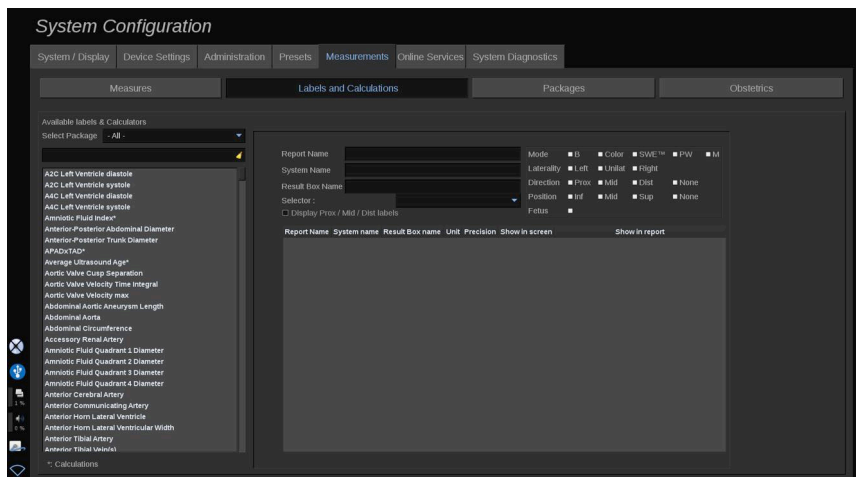 System Configuration
System / Display Device Settings Administration Presets Measurements Online Services System Diagnostics
Measures Labels and Calculations Packages Obstetrics
Available labels & Calculators
Select Package - All -
A2C Left Ventricle diastole
A2C Left Ventricle systole
A4C Left Ventricle diastole
A4C Left Ventricle systole
Amniotic Fluid Index*
Anterior-Posterior Abdominal Diameter
Anterior-Posterior Trunk Diameter
APADxTAD*
Average Ultrasound Age*
Aortic Valve Cusp Separation
Aortic Valve Velocity Time Integral
Aortic Valve Velocity max
Abdominal Aortic Aneurysm Length
Abdominal Aorta
Abdominal Circumference
Accessory Renal Artery
Amniotic Fluid Quadrant 1 Diameter
Amniotic Fluid Quadrant 2 Diameter
Amniotic Fluid Quadrant 3 Diameter
Amniotic Fluid Quadrant 4 Diameter
Anterior Cerebral Artery
Anterior Communicating Artery
Anterior Horn Lateral Ventricle
Anterior Horn Lateral Ventricular Width
Anterior Tibial Artery
Anterior Tibial Vein(s)
*: Calculations
Report Name
System Name
Result Box Name
Selector :
Display Prox / Mid / Dist labels
Mode B Color SWE™ PW M
Laterality Left Unilat Right
Direction Prox Mid Dist None
Position Inf Mid Sup None
Fetus
Report Name System name Result Box name Unit Precision Show in screen Show in report
1 %
0 %